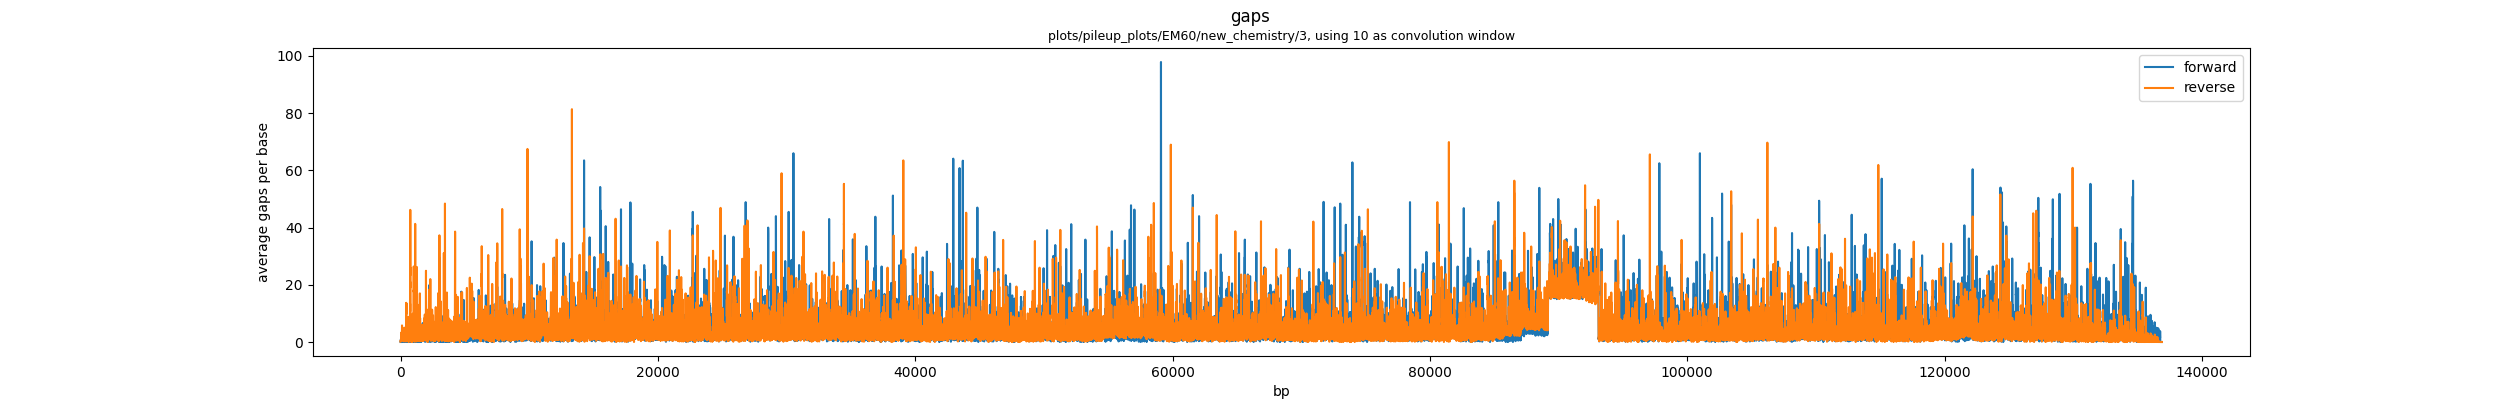 gaps
plots/pileup_plots/EM60/new_chemistry/3, using 10 as convolution window
100
80
60
40
20
0
average gaps per base
forward
reverse
0 20000 40000 60000 80000 100000 120000 140000
bp